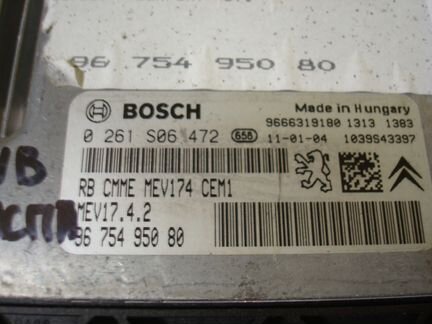 96 754 950 80
BOSCH
Made in Hungary
9666319180 1313 1383
0 261 S06 472 658 11-01-04 1039S43397
RB CMME MEV174 CEM1
MEV17.4.2
96 754 950 80